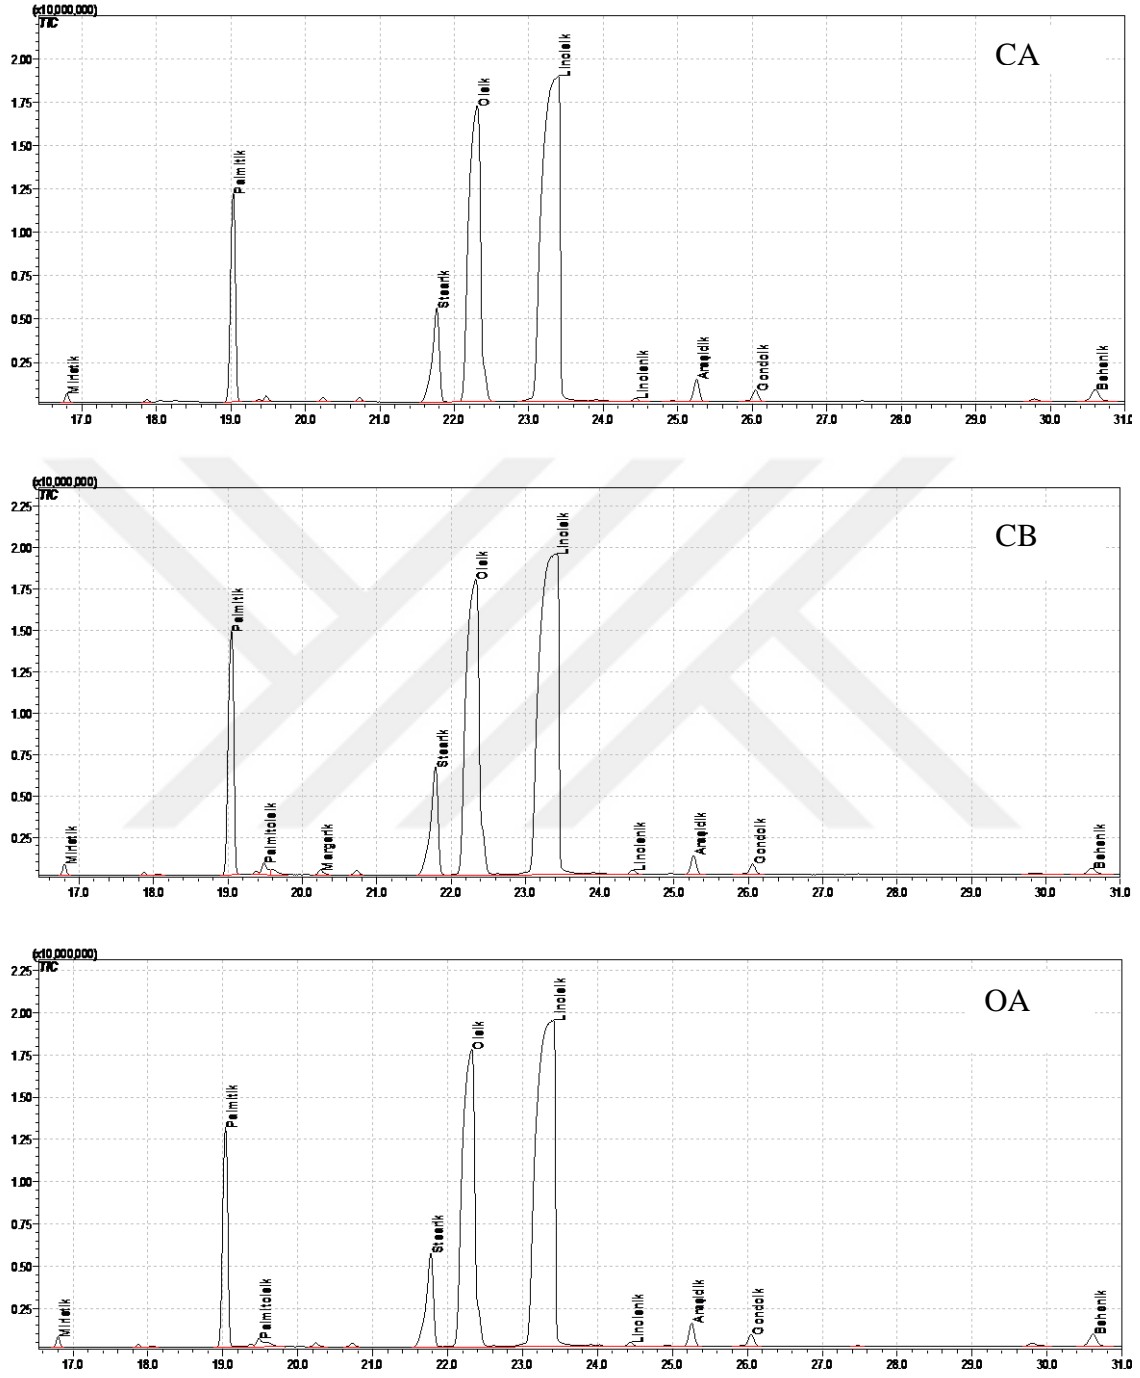 (x10,000,000)
TIC
CA
2.00
1.75
1.50
1.25
1.00
0.75
0.50
0.25
Miristik
Palmitik
Stearik
Oleik
Linoleik
Linolenik
Araşidik
Gondoik
Behenik
17.0 18.0 19.0 20.0 21.0 22.0 23.0 24.0 25.0 26.0 27.0 28.0 29.0 30.0 31.0
(x10,000,000)
TIC
CB
2.25
2.00
1.75
1.50
1.25
1.00
0.75
0.50
0.25
Miristik
Palmitik
Palmitoleik
Margarik
Stearik
Oleik
Linoleik
Linolenik
Araşidik
Gondoik
Behenik
17.0 18.0 19.0 20.0 21.0 22.0 23.0 24.0 25.0 26.0 27.0 28.0 29.0 30.0 31.0
(x10,000,000)
TIC
OA
2.25
2.00
1.75
1.50
1.25
1.00
0.75
0.50
0.25
Miristik
Palmitik
Palmitoleik
Stearik
Oleik
Linoleik
Linolenik
Araşidik
Gondoik
Behenik
17.0 18.0 19.0 20.0 21.0 22.0 23.0 24.0 25.0 26.0 27.0 28.0 29.0 30.0 31.0